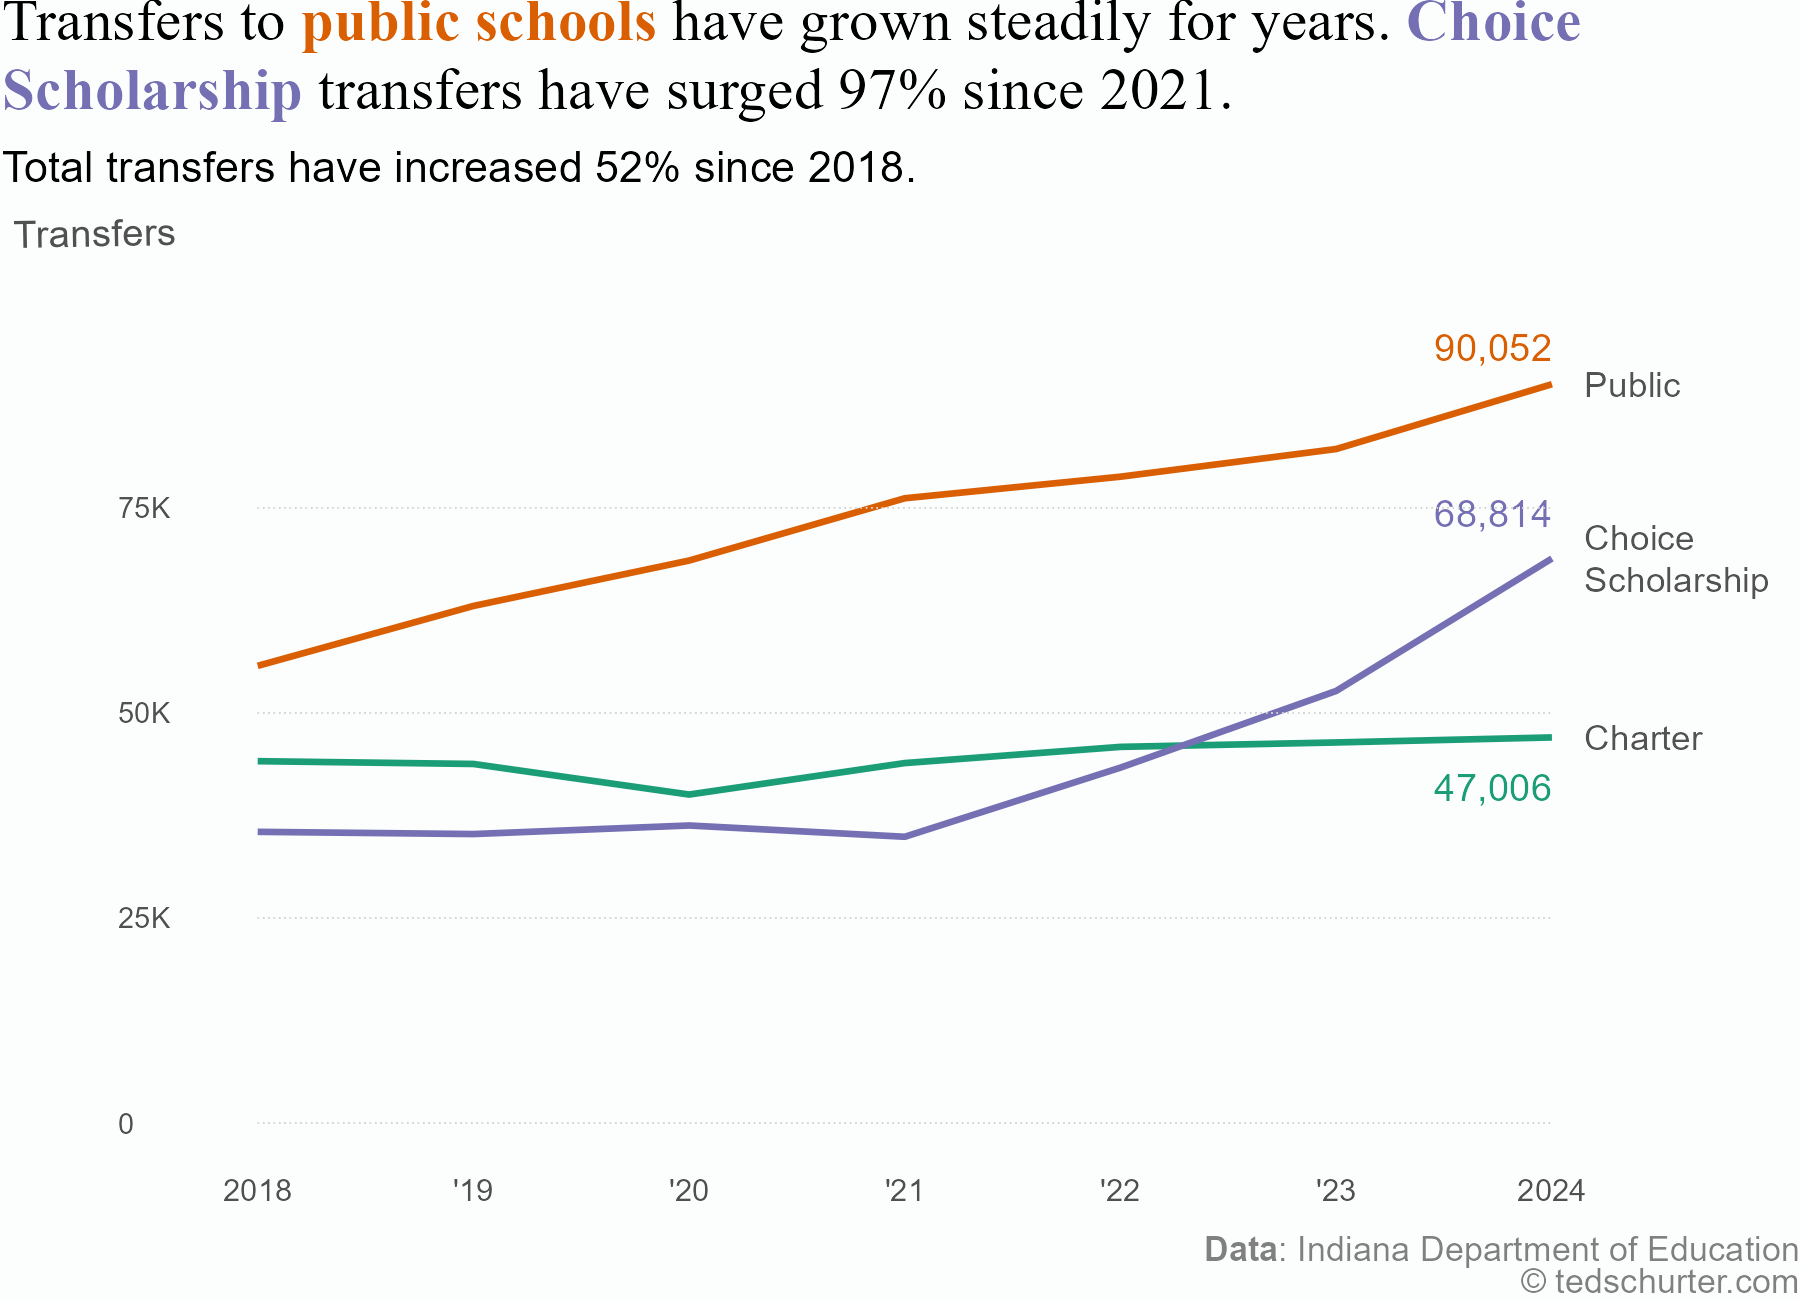 Transfers to public schools have grown steadily for years. Choice
Scholarship transfers have surged 97% since 2021.
Total transfers have increased 52% since 2018.
Transfers
90,052
Public
75K
68,814
Choice
Scholarship
50K
Charter
47,006
25K
0
2018 '19 '20 '21 '22 '23 2024
Data: Indiana Department of Education
© tedschurter.com